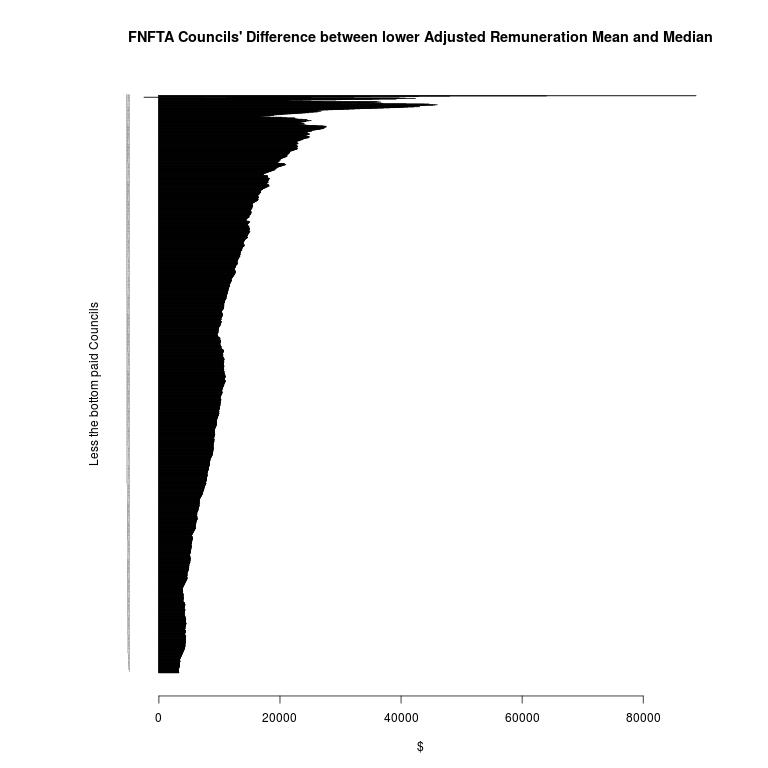 FNFTA Councils' Difference between lower Adjusted Remuneration Mean and Median
Less the bottom paid Councils
0 20000 40000 60000 80000
$